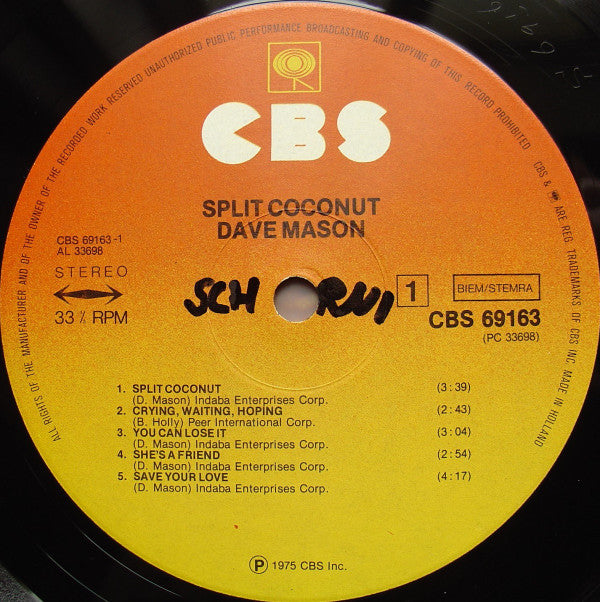 ALL RIGHTS OF THE MANUFACTURER AND OF THE OWNER OF THE RECORDED WORK RESERVED UNAUTHORIZED PUBLIC PERFORMANCE BROADCASTING AND COPYING OF THIS RECORD PROHIBITED
CBS & ARE REG. TRADEMARKS OF CBS INC. MADE IN HOLLAND
CBS
SPLIT COCONUT
DAVE MASON
CBS 69163-1
AL 33698
STEREO
33⅓ RPM
SCH RNI
1
BIEM/STEMRA
CBS 69163
(PC 33698)
1. SPLIT COCONUT (3:39)
(D. Mason) Indaba Enterprises Corp.
2. CRYING, WAITING, HOPING (2:43)
(B. Holly) Peer International Corp.
3. YOU CAN LOSE IT (3:04)
(D. Mason) Indaba Enterprises Corp.
4. SHE'S A FRIEND (2:54)
(D. Mason) Indaba Enterprises Corp.
5. SAVE YOUR LOVE (4:17)
(D. Mason) Indaba Enterprises Corp.
Ⓟ 1975 CBS Inc.